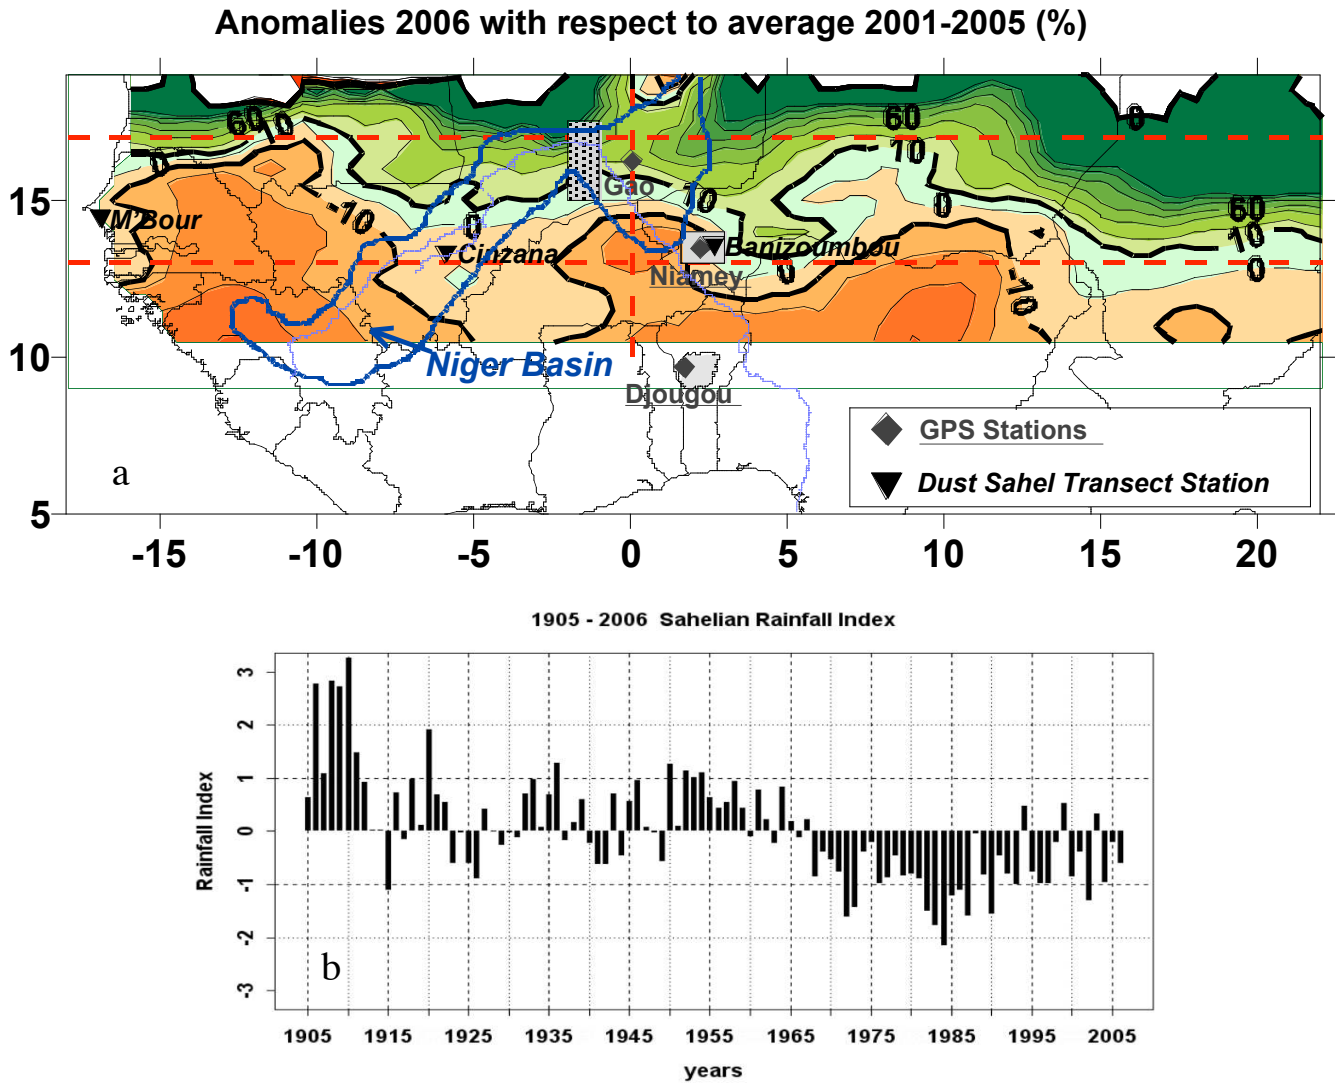 Anomalies 2006 with respect to average 2001-2005 (%)
60
10
60
0
0
10
15
Gao
10
0
60
M'Bour
-10
0
10
Cinzana
Banizoumbou
0
0
Niamey
-10
10
Niger Basin
Djougou
GPS Stations
a
Dust Sahel Transect Station
5
-15 -10 -5 0 5 10 15 20
1905 - 2006 Sahelian Rainfall Index
3
2
1
0
-1
-2
-3
Rainfall Index
b
1905 1915 1925 1935 1945 1955 1965 1975 1985 1995 2005
years